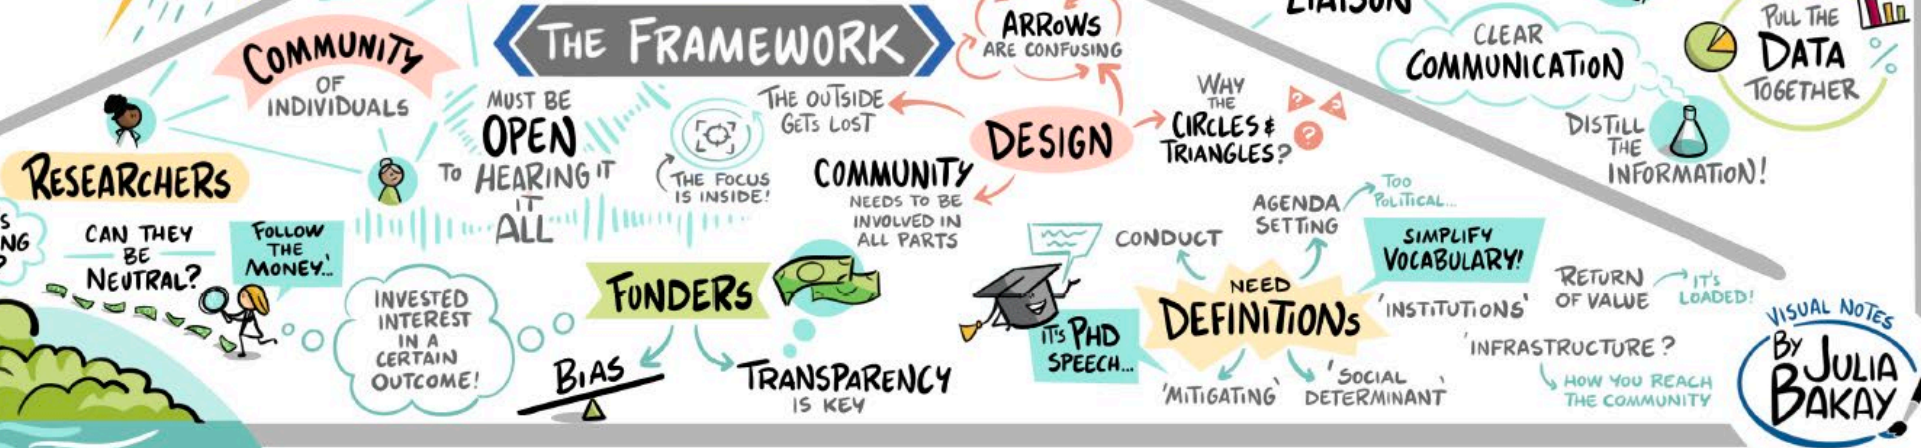 THE FRAMEWORK
COMMUNITY
OF
INDIVIDUALS
RESEARCHERS
CAN THEY
BE
NEUTRAL?
FOLLOW
THE
MONEY...
MUST BE
OPEN
TO HEARING IT
IT
ALL
THE FOCUS
IS INSIDE!
THE OUTSIDE
GETS LOST
ARROWS
ARE CONFUSING
DESIGN
WHY
THE
CIRCLES &
TRIANGLES?
? ?
?
COMMUNITY
NEEDS TO BE
INVOLVED IN
ALL PARTS
INVESTED
INTEREST
IN A
CERTAIN
OUTCOME!
FUNDERS
BIAS
TRANSPARENCY
IS KEY
IT'S PHD
SPEECH...
NEED
DEFINITIONS
CONDUCT
AGENDA
SETTING
TOO
POLITICAL...
SIMPLIFY
VOCABULARY!
'INSTITUTIONS'
RETURN
OF VALUE
IT'S
LOADED!
'INFRASTRUCTURE?
HOW YOU REACH
THE COMMUNITY
'MITIGATING'
'SOCIAL
DETERMINANT'
CLEAR
COMMUNICATION
PULL THE
DATA
TOGETHER
%
DISTILL
THE
INFORMATION!
VISUAL NOTES
BY JULIA
BAKAY